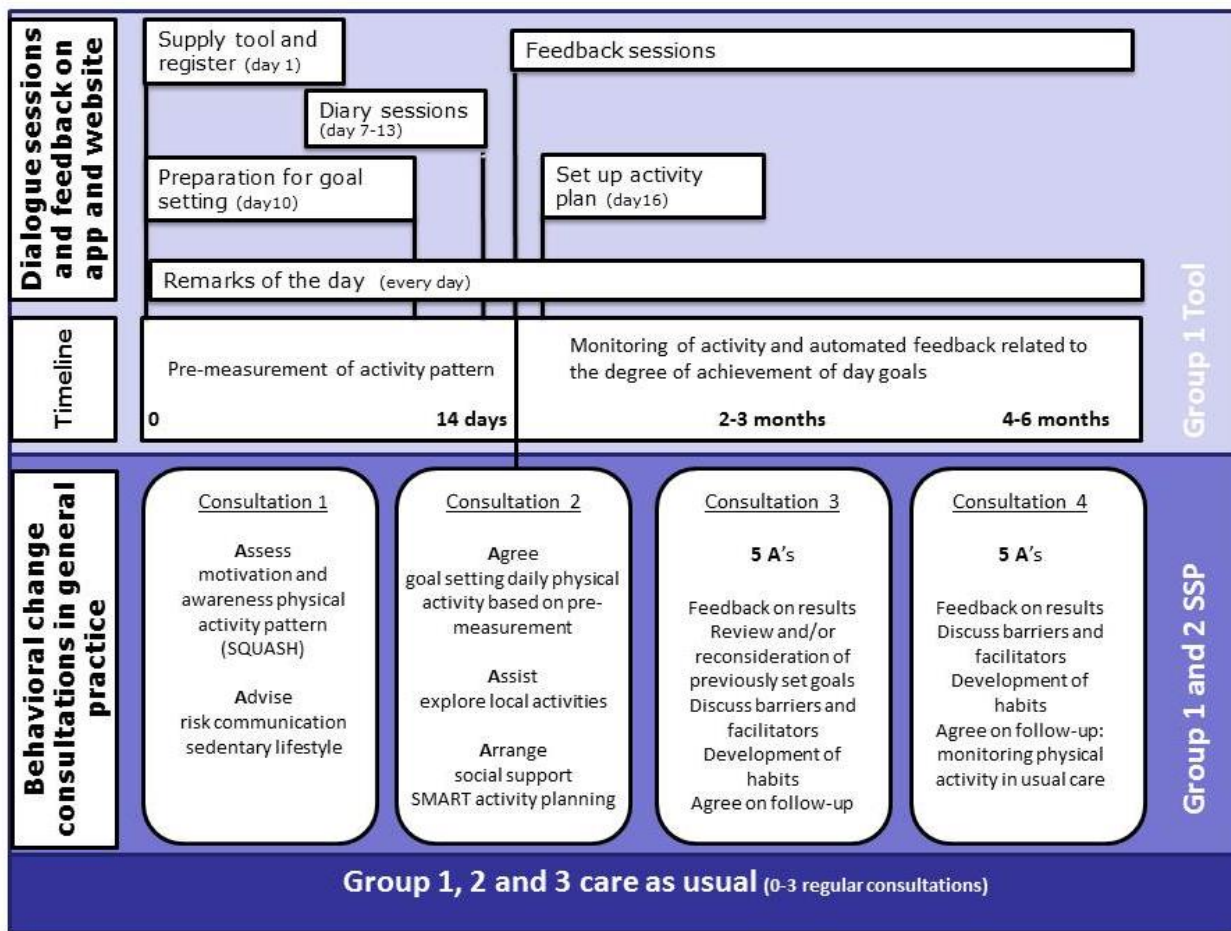 Dialogue sessions
and feedback on
app and website
Supply tool and
register (day 1)
Feedback sessions
Diary sessions
(day 7-13)
Preparation for goal
setting (day10)
Set up activity
plan (day16)
Remarks of the day (every day)
Group 1 Tool
Timeline
Pre-measurement of activity pattern
Monitoring of activity and automated feedback related to
the degree of achievement of day goals
0
14 days
2-3 months
4-6 months
Behavioral change
consultations in general
practice
Consultation 1
Assess
motivation and
awareness physical
activity pattern
(SQUASH)
Advise
risk communication
sedentary lifestyle
Consultation 2
Agree
goal setting daily physical
activity based on pre-
measurement
Assist
explore local activities
Arrange
social support
SMART activity planning
Consultation 3
5 A's
Feedback on results
Review and/or
reconsideration of
previously set goals
Discuss barriers and
facilitators
Development of
habits
Agree on follow-up
Consultation 4
5 A's
Feedback on results
Discuss barriers and
facilitators
Development of
habits
Agree on follow-up:
monitoring physical
activity in usual care
Group 1 and 2 SSP
Group 1, 2 and 3 care as usual (0-3 regular consultations)